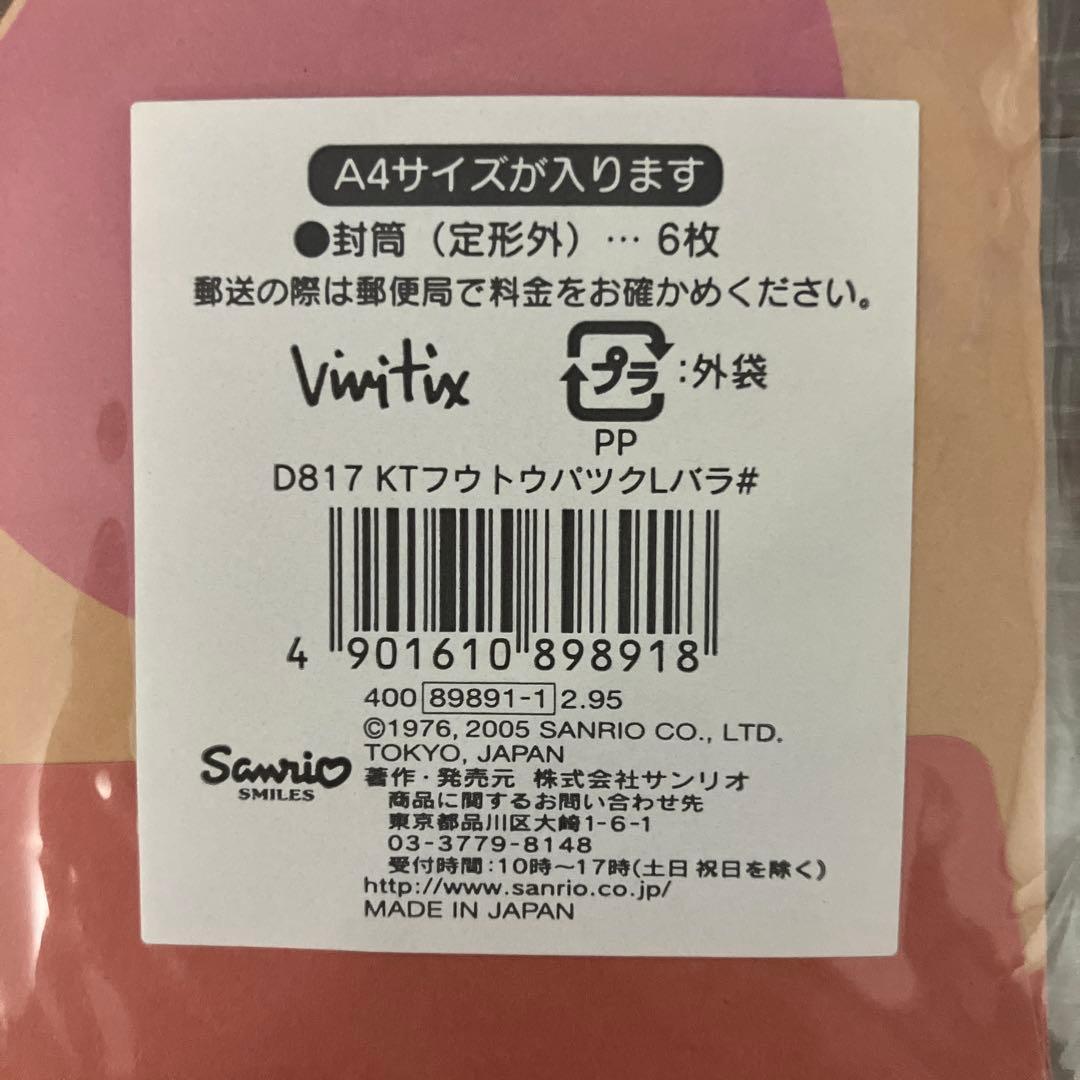 A4サイズが入ります
●封筒（定形外）… 6枚
郵送の際は郵便局で料金をお確かめください。
Vivitix
プラ :外袋
PP
D817 KTフウトウパツクLバラ#
4 901610 898918
400 89891-1 2.95
©1976, 2005 SANRIO CO., LTD.
TOKYO, JAPAN
Sanrio
SMILES
著作・発売元 株式会社サンリオ
商品に関するお問い合わせ先
東京都品川区大崎1-6-1
03-3779-8148
受付時間：10時～17時(土日 祝日を除く)
http://www.sanrio.co.jp/
MADE IN JAPAN